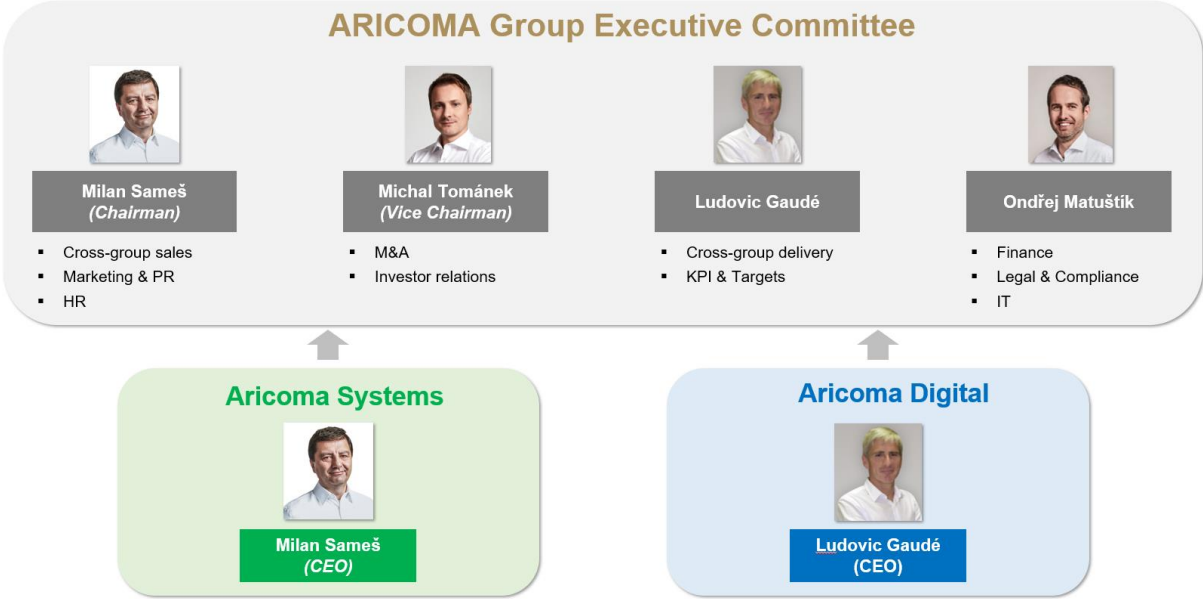 ARICOMA Group Executive Committee
Milan Sameš
(Chairman)
Michal Tománek
(Vice Chairman)
Ludovic Gaudé
Ondřej Matuštík
▪ Cross-group sales
▪ Marketing & PR
▪ HR
▪ M&A
▪ Investor relations
▪ Cross-group delivery
▪ KPI & Targets
▪ Finance
▪ Legal & Compliance
▪ IT
Aricoma Systems
Milan Sameš
(CEO)
Aricoma Digital
Ludovic Gaudé
(CEO)